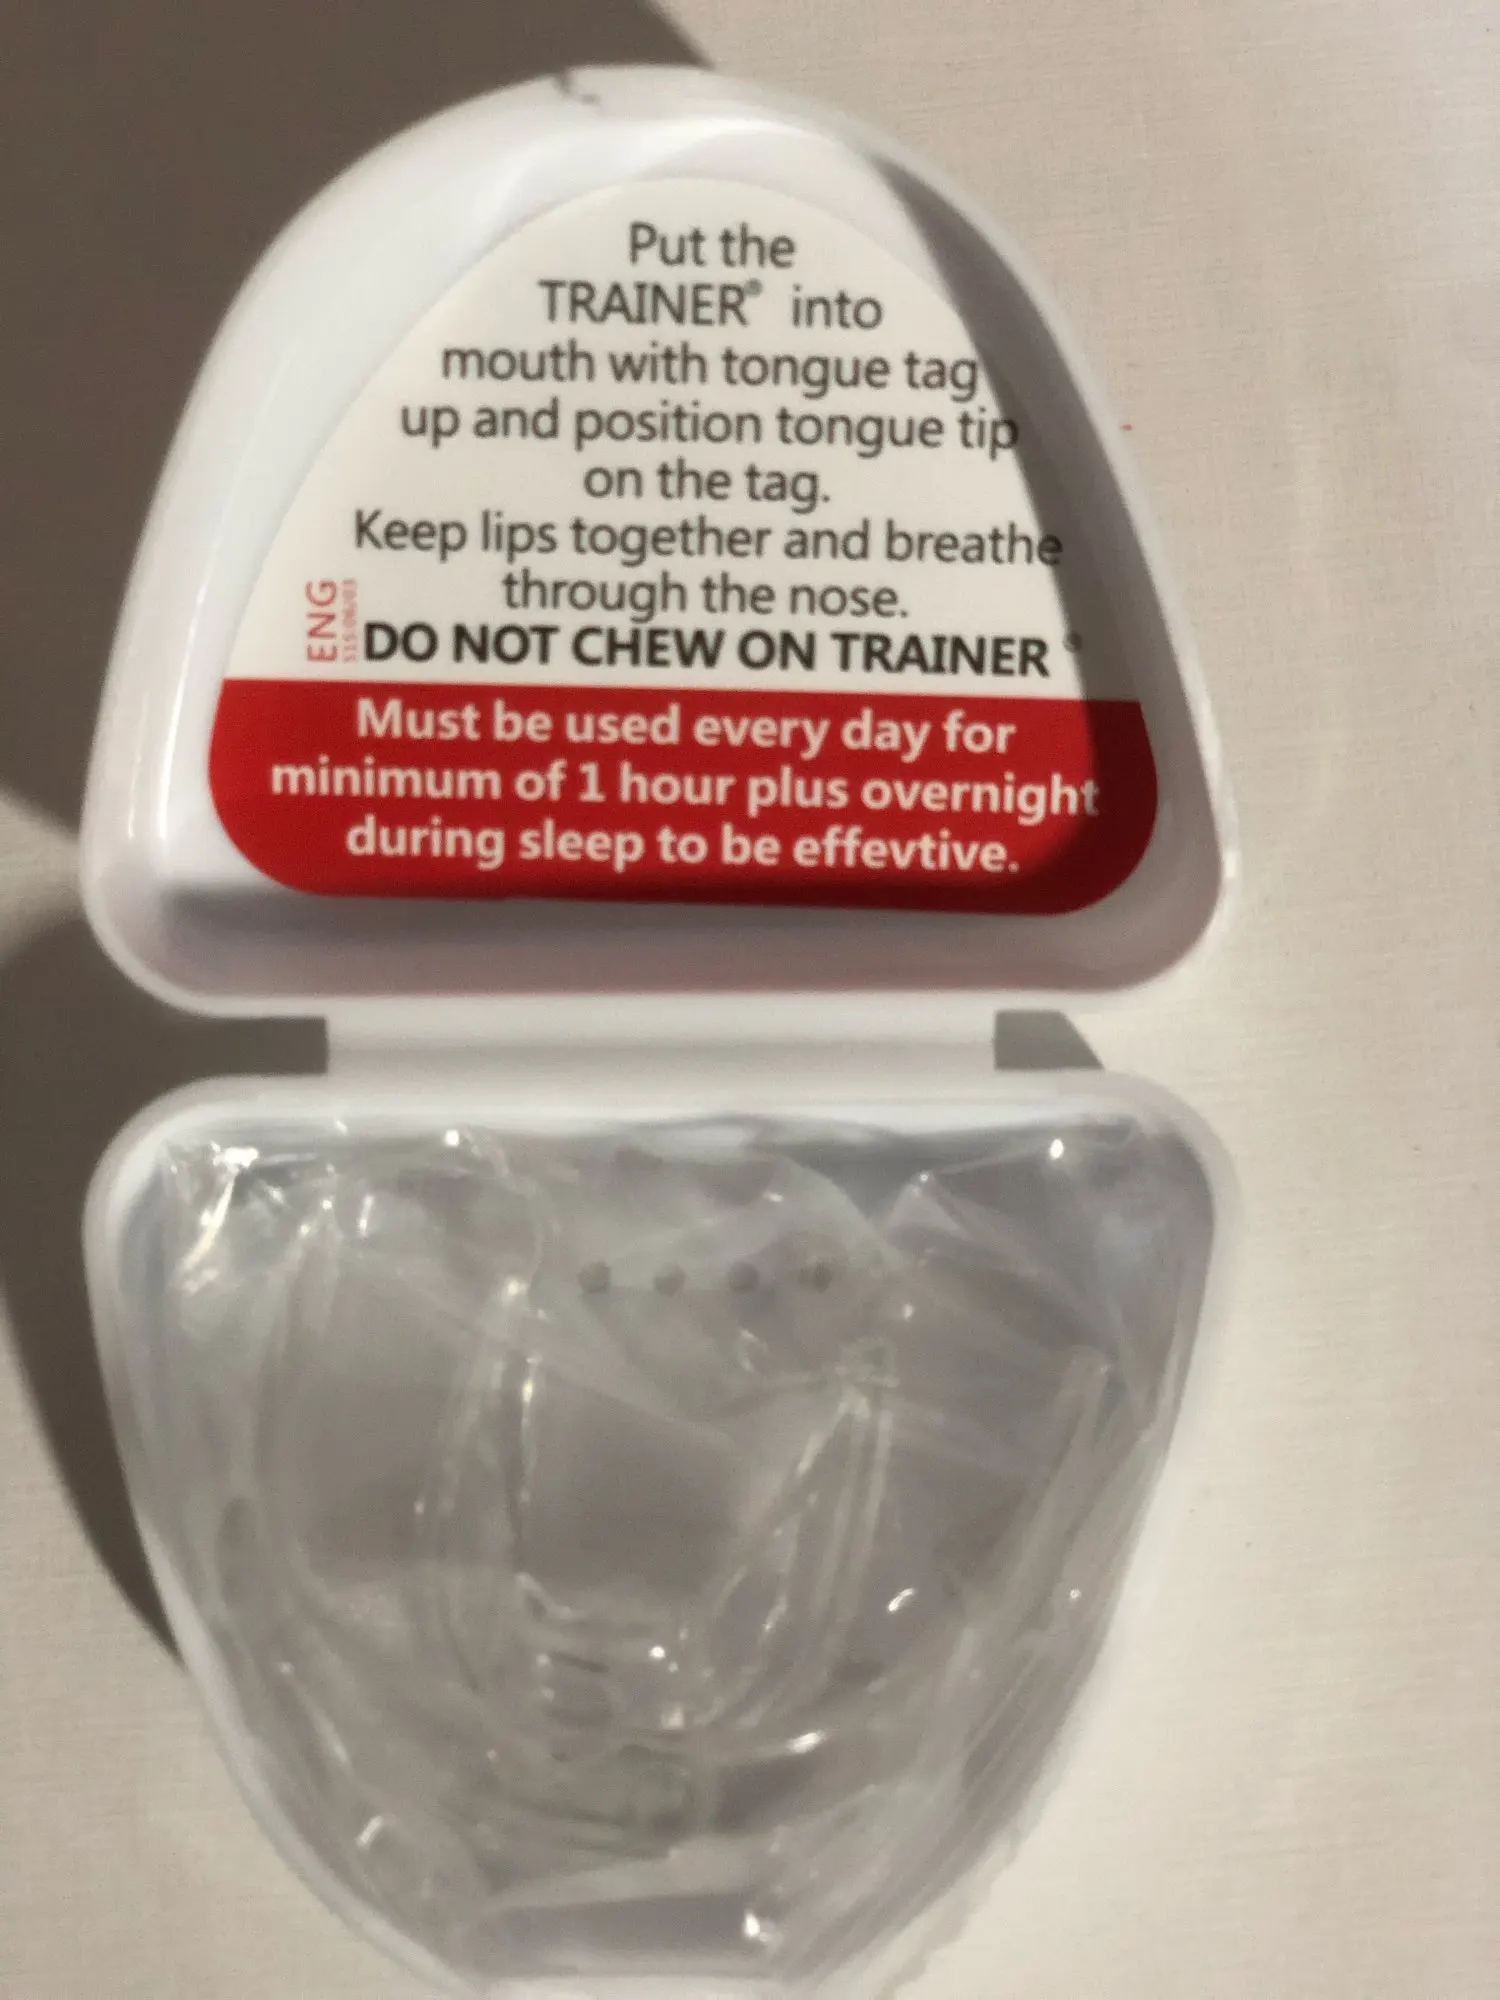 Put the
TRAINER® into
mouth with tongue tag
up and position tongue tip
on the tag.
Keep lips together and breathe
through the nose.
DO NOT CHEW ON TRAINER®
ENG
Must be used every day for
minimum of 1 hour plus overnight
during sleep to be effevtive.